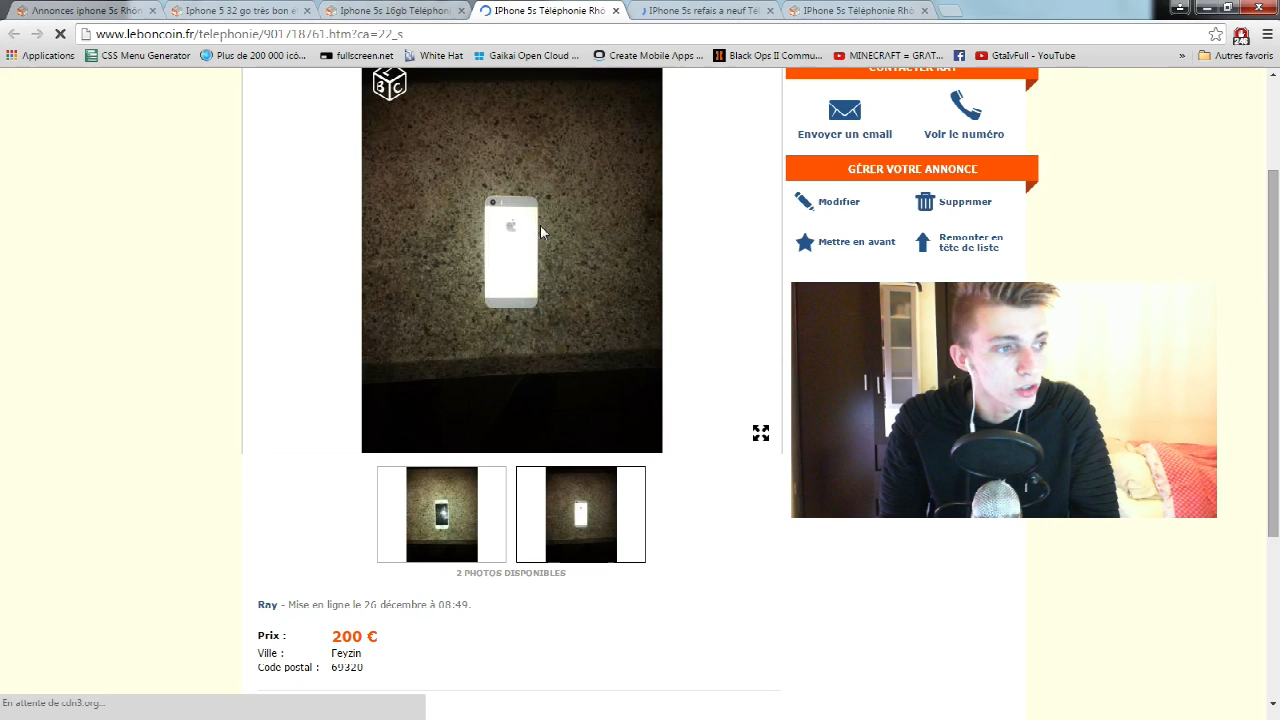 Annonces iphone 5s Rhôn
Iphone 5 32 go très bon é
Iphone 5s 16gb Téléphoni
IPhone 5s Téléphonie Rhô
IPhone 5s refais a neuf Té
IPhone 5s Téléphonie Rhô
www.leboncoin.fr/telephonie/901718761.htm?ca=22_s
Applications
CSS Menu Generator
Plus de 200 000 icô...
fullscreen.net
White Hat
Gaikai Open Cloud ...
Create Mobile Apps ...
Black Ops II Commu...
MINECRAFT = GRAT...
GtaIvFull - YouTube
»
Autres favoris
CONTACTER RAY
Envoyer un email
Voir le numéro
GÉRER VOTRE ANNONCE
Modifier
Supprimer
Mettre en avant
Remonter en
tête de liste
2 PHOTOS DISPONIBLES
Ray - Mise en ligne le 26 décembre à 08:49.
Prix : 200 €
Ville : Feyzin
Code postal : 69320
En attente de cdn3.org...